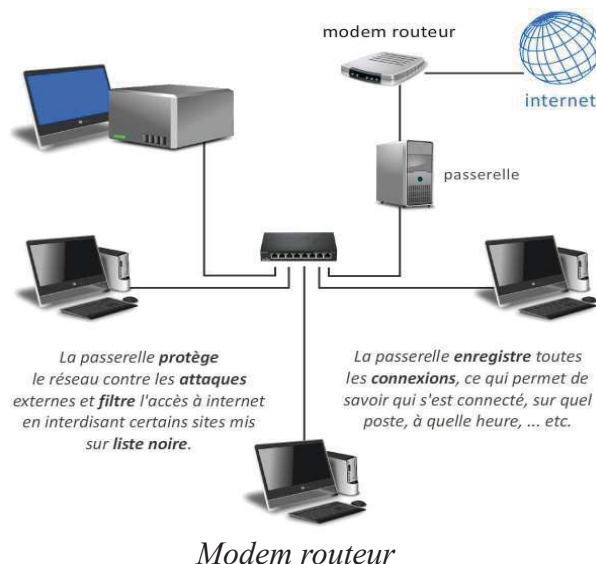 modem routeur
internet
passerelle
La passerelle protège
le réseau contre les attaques
externes et filtre l'accès à internet
en interdisant certains sites mis
sur liste noire.
La passerelle enregistre toutes
les connexions, ce qui permet de
savoir qui s'est connecté, sur quel
poste, à quelle heure, ... etc.
Modem routeur